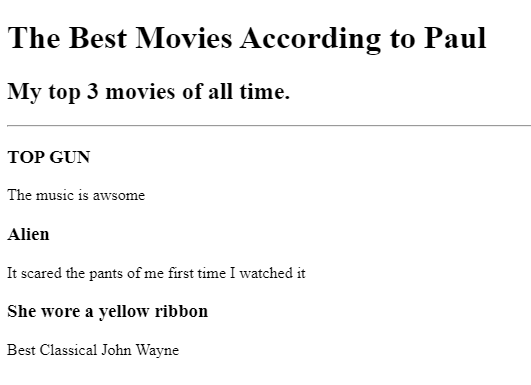 The Best Movies According to Paul
My top 3 movies of all time.
TOP GUN
The music is awsome
Alien
It scared the pants of me first time I watched it
She wore a yellow ribbon
Best Classical John Wayne